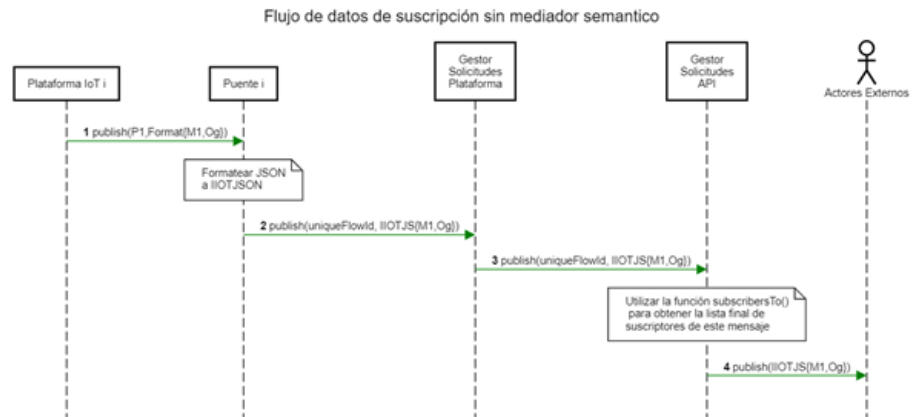 Flujo de datos de suscripción sin mediador semantico
Plataforma IoT i
Puente i
Gestor
Solicitudes
Plataforma
Gestor
Solicitudes
API
Actores Externos
1 publish(P1,Format{M1,Og})
Formatear JSON
a IIOTJSON
2 publish(uniqueFlowId, IIOTJS{M1,Og})
3 publish(uniqueFlowId, IIOTJS{M1,Og})
Utilizar la función subscribersTo()
para obtener la lista final de
suscriptores de este mensaje
4 publish(IIOTJS{M1,Og})